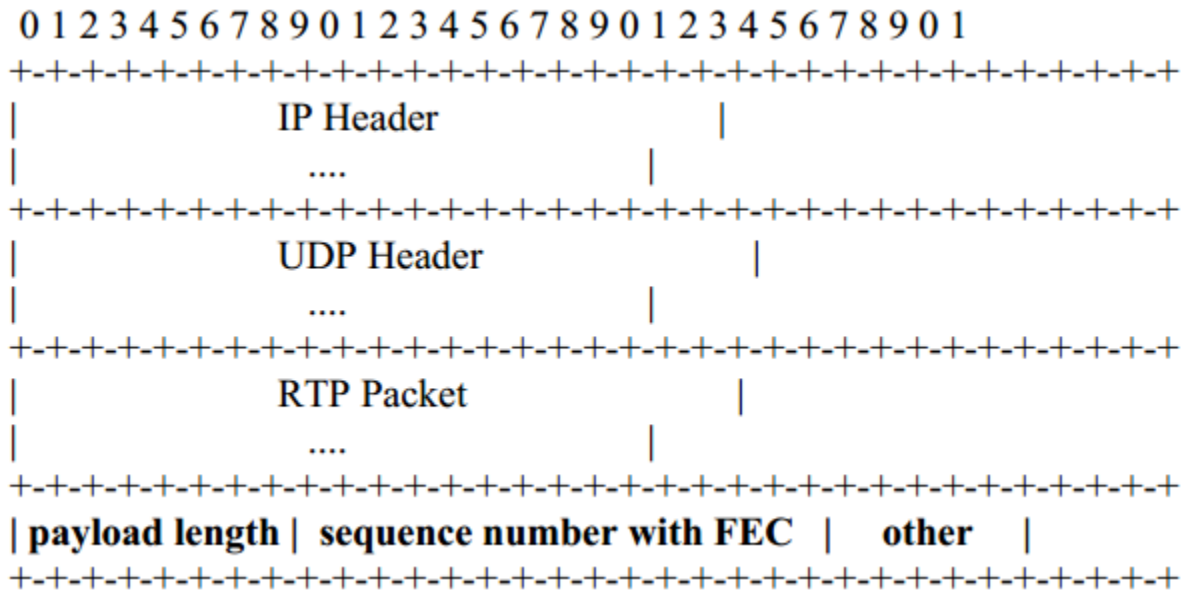 0 1 2 3 4 5 6 7 8 9 0 1 2 3 4 5 6 7 8 9 0 1 2 3 4 5 6 7 8 9 0 1
+-+-+-+-+-+-+-+-+-+-+-+-+-+-+-+-+-+-+-+-+-+-+-+-+-+-+-+-+-+-+-+-+
| IP Header |
| .... |
+-+-+-+-+-+-+-+-+-+-+-+-+-+-+-+-+-+-+-+-+-+-+-+-+-+-+-+-+-+-+-+-+
| UDP Header |
| .... |
+-+-+-+-+-+-+-+-+-+-+-+-+-+-+-+-+-+-+-+-+-+-+-+-+-+-+-+-+-+-+-+-+
| RTP Packet |
| .... |
+-+-+-+-+-+-+-+-+-+-+-+-+-+-+-+-+-+-+-+-+-+-+-+-+-+-+-+-+-+-+-+-+
| payload length | sequence number with FEC | other |
+-+-+-+-+-+-+-+-+-+-+-+-+-+-+-+-+-+-+-+-+-+-+-+-+-+-+-+-+-+-+-+-+